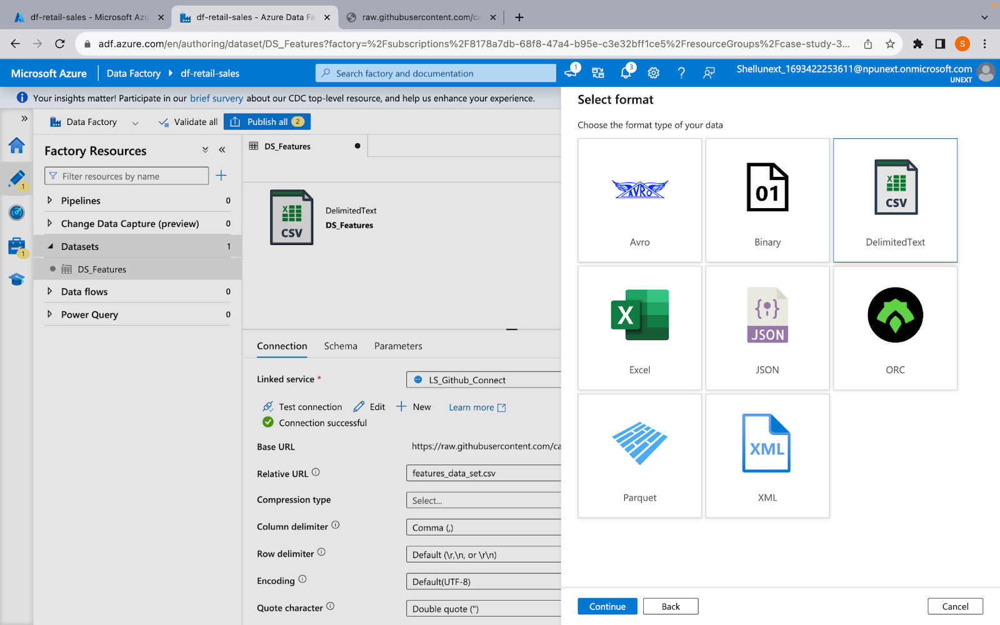 df-retail-sales - Microsoft Azu
df-retail-sales - Azure Data Fa
raw.githubusercontent.com/ca
adf.azure.com/en/authoring/dataset/DS_Features?factory=%2Fsubscriptions%2F8178a7db-68f8-47a4-b95e-c3e32bff1ce5%2FresourceGroups%2Fcase-study-3...
S
Microsoft Azure
Data Factory
df-retail-sales
Search factory and documentation
1
3
Shellunext_1693422253611@npunext.onmicrosoft.com
UNEXT
Your insights matter! Participate in our brief survey about our CDC top-level resource, and help us enhance your experience.
Data Factory
Validate all
Publish all 2
1
1
Factory Resources
Filter resources by name
Pipelines 0
Change Data Capture (preview) 0
Datasets 1
DS_Features
Data flows 0
Power Query 0
DS_Features
X
CSV
DelimitedText
DS_Features
Connection Schema Parameters
Linked service *
LS_Github_Connect
Test connection Edit New Learn more
Connection successful
Base URL
https://raw.githubusercontent.com/ca
Relative URL
features_data_set.csv
Compression type
Select...
Column delimiter
Comma (,)
Row delimiter
Default (\r,\n, or \r\n)
Encoding
Default(UTF-8)
Quote character
Double quote (")
Select format
Choose the format type of your data
AVRO
Avro
01
Binary
X
CSV
DelimitedText
X
Excel
JSON
JSON
ORC
Parquet
XML
XML
Continue
Back
Cancel